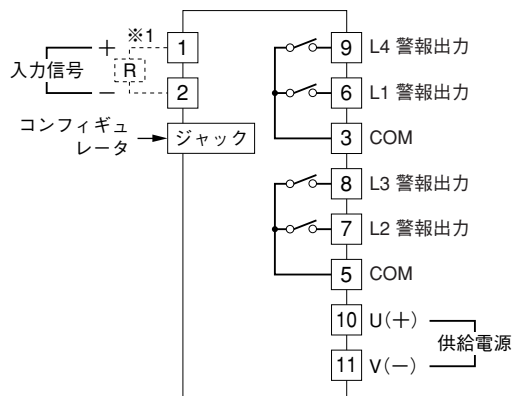 ※1
+
1
R
入力信号
−
2
コンフィギュ
レータ
ジャック
9 L4 警報出力
6 L1 警報出力
3 COM
8 L3 警報出力
7 L2 警報出力
5 COM
10 U(+)
供給電源
11 V(−)